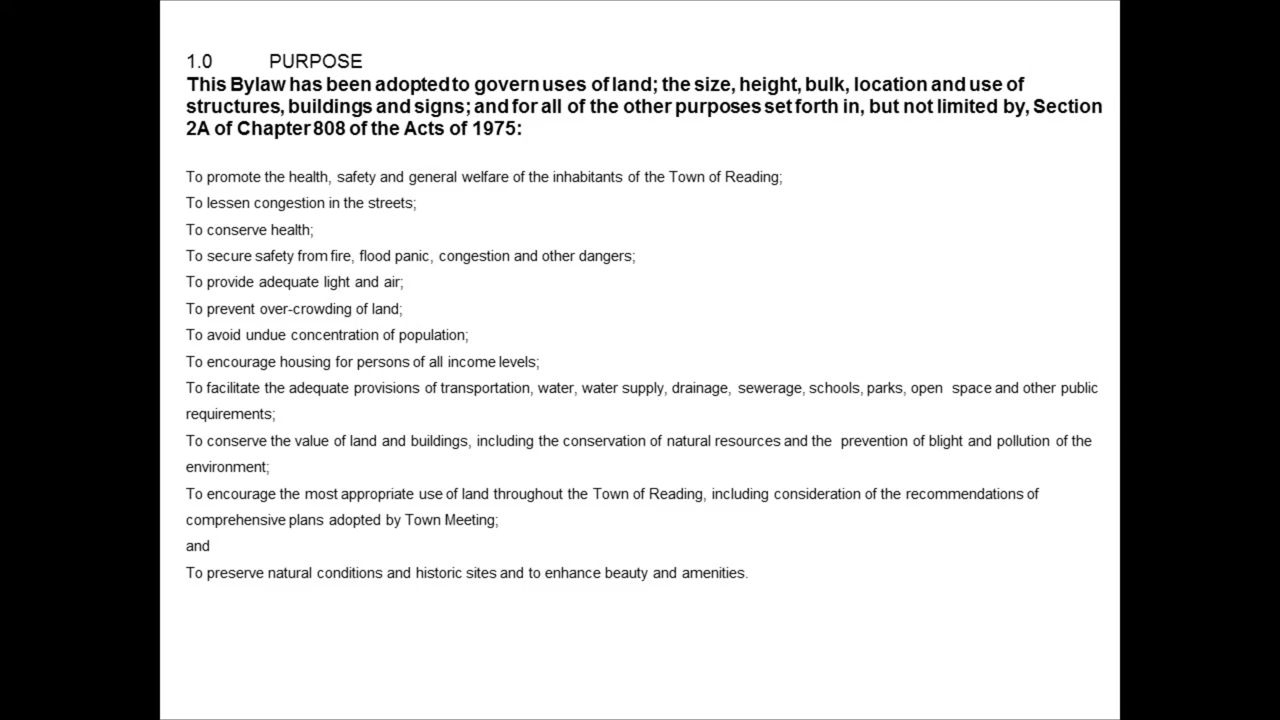 1.0 PURPOSE
This Bylaw has been adopted to govern uses of land; the size, height, bulk, location and use of
structures, buildings and signs; and for all of the other purposes set forth in, but not limited by, Section
2A of Chapter 808 of the Acts of 1975:
To promote the health, safety and general welfare of the inhabitants of the Town of Reading;
To lessen congestion in the streets;
To conserve health;
To secure safety from fire, flood panic, congestion and other dangers;
To provide adequate light and air;
To prevent over-crowding of land;
To avoid undue concentration of population;
To encourage housing for persons of all income levels;
To facilitate the adequate provisions of transportation, water, water supply, drainage, sewerage, schools, parks, open space and other public
requirements;
To conserve the value of land and buildings, including the conservation of natural resources and the prevention of blight and pollution of the
environment;
To encourage the most appropriate use of land throughout the Town of Reading, including consideration of the recommendations of
comprehensive plans adopted by Town Meeting;
and
To preserve natural conditions and historic sites and to enhance beauty and amenities.